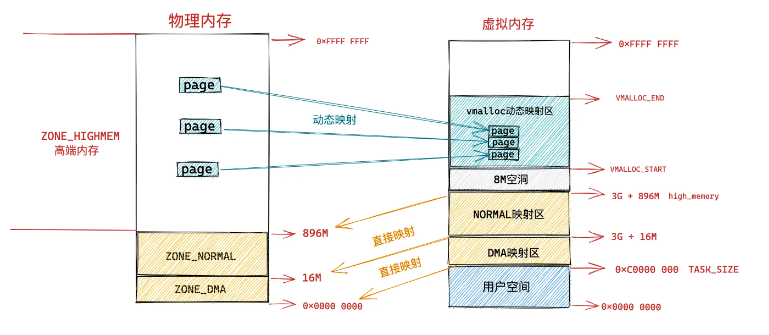 物理内存
虚拟内存
0×FFFF FFFF
0×FFFF FFFF
page
VMALLOC_END
vmalloc动态映射区
动态映射
page
page
page
page
ZONE_HIGHMEM
高端内存
page
VMALLOC_START
8M空洞
3G + 896M high_memory
NORMAL映射区
896M
直接映射
3G + 16M
ZONE_NORMAL
DMA映射区
直接映射
0×C0000 000 TASK_SIZE
16M
ZONE_DMA
用户空间
0×0000 0000
0×0000 0000